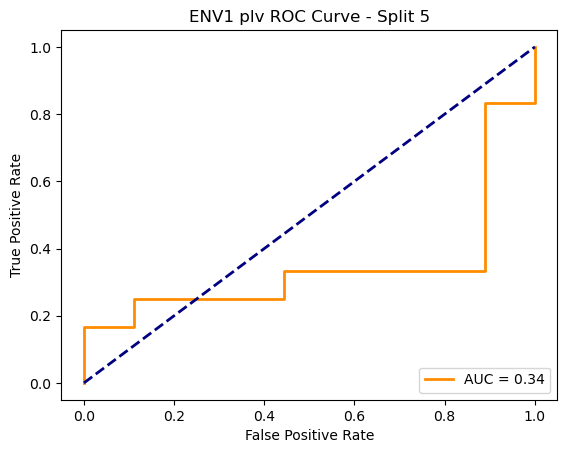 ENV1 plv ROC Curve - Split 5
True Positive Rate
1.0
0.8
0.6
0.4
0.2
0.0
AUC = 0.34
0.0 0.2 0.4 0.6 0.8 1.0
False Positive Rate